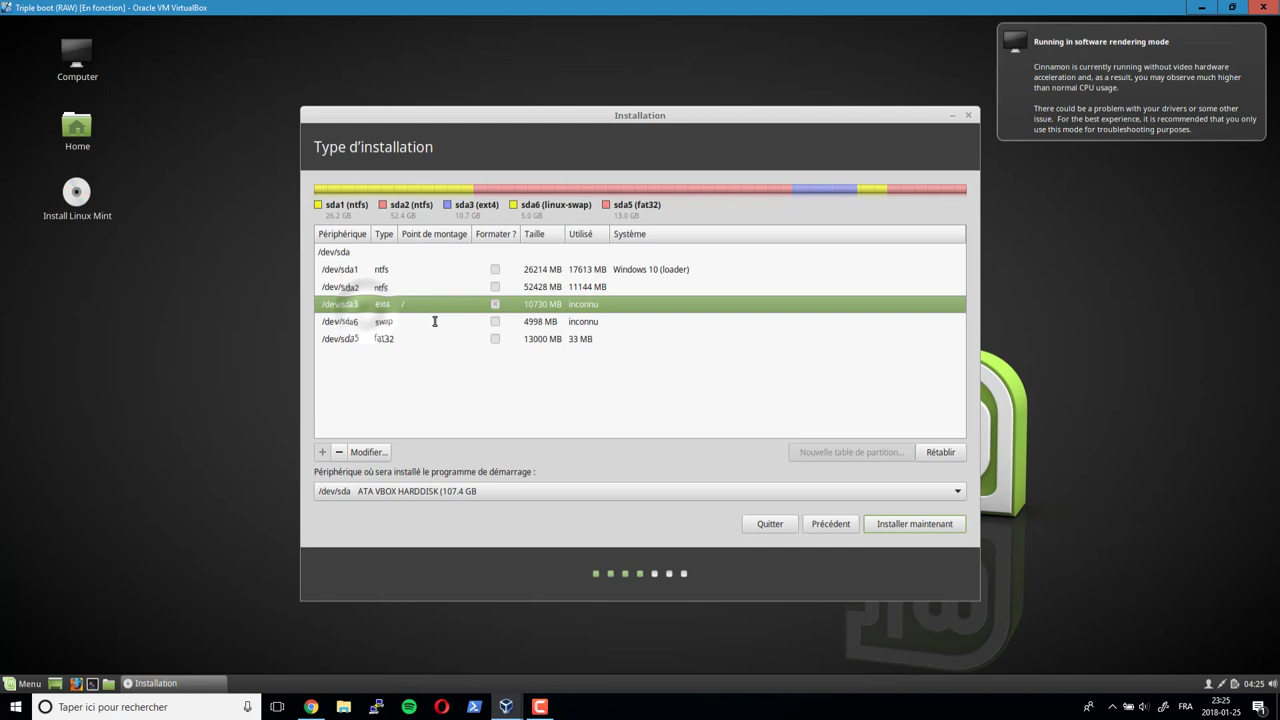 Triple boot (RAW) [En fonction] - Oracle VM VirtualBox
Computer
Home
Install Linux Mint
Running in software rendering mode
Cinnamon is currently running without video hardware
acceleration and, as a result, you may observe much higher
than normal CPU usage.
There could be a problem with your drivers or some other
issue. For the best experience, it is recommended that you only
use this mode for troubleshooting purposes.
Installation
Type d’installation
sda1 (ntfs) sda2 (ntfs) sda3 (ext4) sda6 (linux-swap) sda5 (fat32)
26.2 GB 52.4 GB 10.7 GB 5.0 GB 13.0 GB
Périphérique Type Point de montage Formater ? Taille Utilisé Système
/dev/sda
/dev/sda1 ntfs 26214 MB 17613 MB Windows 10 (loader)
/dev/sda2 ntfs 52428 MB 11144 MB
/dev/sda3 ext4 / 10730 MB inconnu
/dev/sda6 swap 4998 MB inconnu
/dev/sda5 fat32 13000 MB 33 MB
+ − Modifier... Nouvelle table de partition... Rétablir
Périphérique où sera installé le programme de démarrage :
/dev/sda ATA VBOX HARDDISK (107.4 GB
Quitter Précédent Installer maintenant
Menu Installation 04:25
Taper ici pour rechercher FRA 23:25
2018-01-25